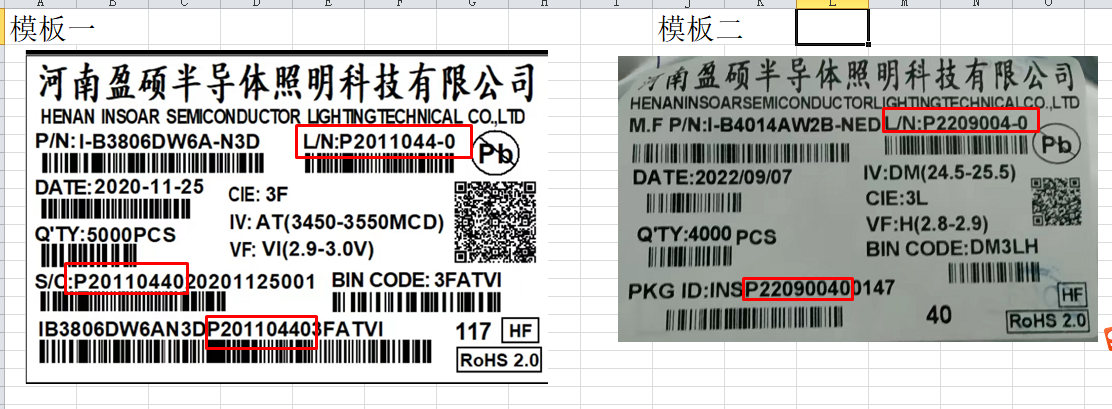 A B C D E F G H I J K L M N O
模板一
模板二
河南盈硕半导体照明科技有限公司
HENAN INSOAR SEMICONDUCTOR LIGHTINGTECHNICAL CO.,LTD
P/N:I-B3806DW6A-N3D
L/N:P2011044-0
Pb
DATE:2020-11-25
CIE: 3F
IV: AT(3450-3550MCD)
Q'TY:5000PCS
VF: VI(2.9-3.0V)
S/C:P2011044020201125001
BIN CODE: 3FATVI
IB3806DW6AN3DP201104403FATVI
117
HF
RoHS 2.0
河南盈硕半导体照明科技有限公司
HENANINSOARSEMICONDUCTORLIGHTINGTECHNICALCO.,LTD
M.F P/N:I-B4014AW2B-NED
L/N:P2209004-0
Pb
DATE:2022/09/07
IV:DM(24.5-25.5)
CIE:3L
VF:H(2.8-2.9)
Q'TY:4000 PCS
BIN CODE:DM3LH
PKG ID:INSP2209004000147
40
HF
RoHS 2.0